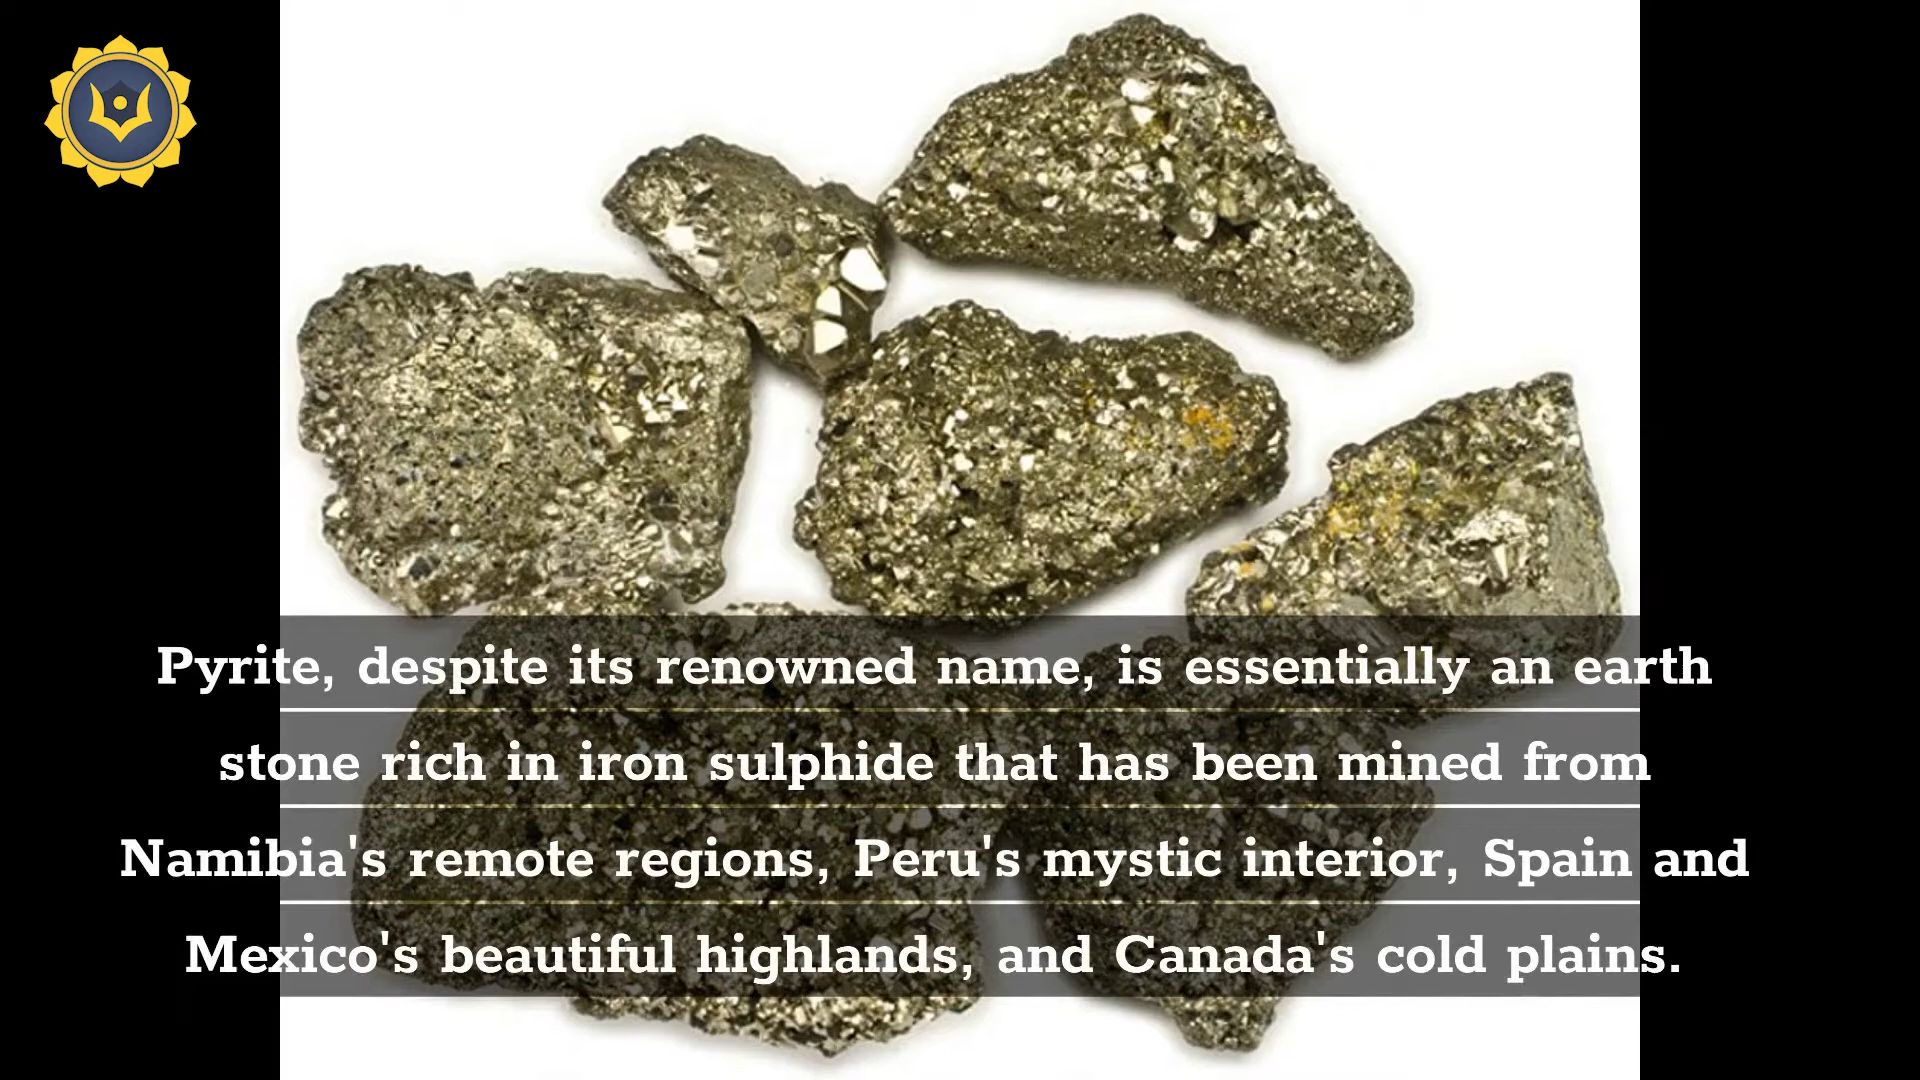 Pyrite, despite its renowned name, is essentially an earth
stone rich in iron sulphide that has been mined from
Namibia's remote regions, Peru's mystic interior, Spain and
Mexico's beautiful highlands, and Canada's cold plains.